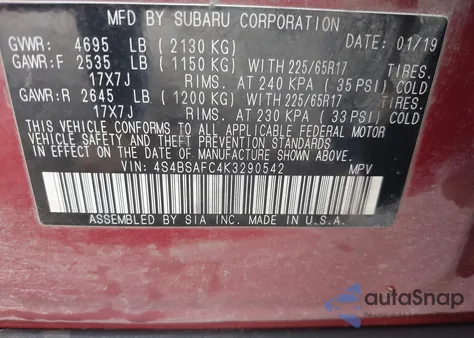 MFD BY SUBARU CORPORATION
GVWR: 4695 LB (2130 KG) DATE: 01/19
GAWR:F 2535 LB (1150 KG) WITH 225/65R17 TIRES.
17X7J RIMS. AT 240 KPA (35 PSI) COLD
GAWR:R 2645 LB (1200 KG) WITH 225/65R17 TIRES.
17X7J RIMS. AT 230 KPA (33 PSI) COLD
THIS VEHICLE CONFORMS TO ALL APPLICABLE FEDERAL MOTOR
VEHICLE SAFETY AND THEFT PREVENTION STANDARDS IN
EFFECT ON THE DATE OF MANUFACTURE SHOWN ABOVE.
VIN: 4S4BSAFC4K3290542 MPV
ASSEMBLED BY SIA INC. MADE IN U.S.A.
autoSnap